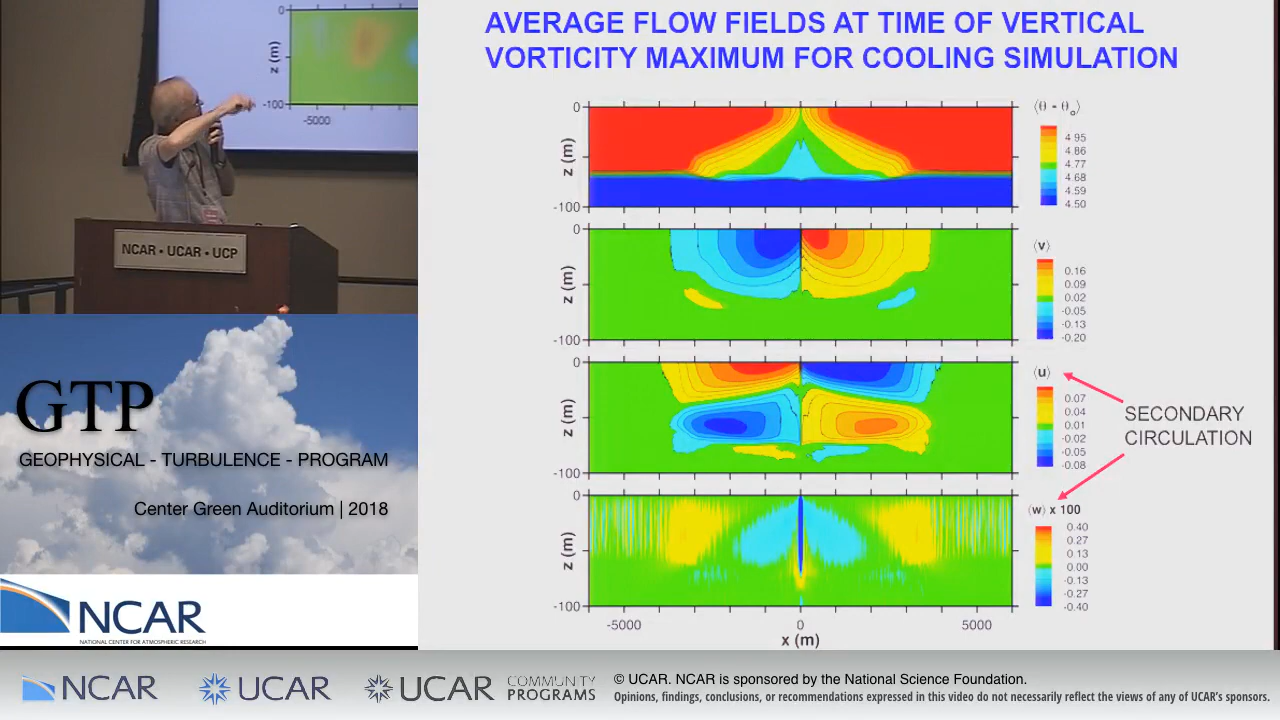 0
z (m)
-100
-5000
NCAR • UCAR • UCP
GTP
GEOPHYSICAL - TURBULENCE - PROGRAM
Center Green Auditorium | 2018
NCAR
NATIONAL CENTER FOR ATMOSPHERIC RESEARCH
AVERAGE FLOW FIELDS AT TIME OF VERTICAL
VORTICITY MAXIMUM FOR COOLING SIMULATION
0
z (m)
-100
⟨θ - θo⟩
4.95
4.86
4.77
4.68
4.59
4.50
0
z (m)
-100
⟨v⟩
0.16
0.09
0.02
-0.05
-0.13
-0.20
0
z (m)
-100
⟨u⟩
0.07
0.04
0.01
-0.02
-0.05
-0.08
SECONDARY
CIRCULATION
0
z (m)
-100
⟨w⟩ x 100
0.40
0.27
0.13
0.00
-0.13
-0.27
-0.40
-5000 0 5000
x (m)
NCAR UCAR UCAR COMMUNITY
PROGRAMS
© UCAR. NCAR is sponsored by the National Science Foundation.
Opinions, findings, conclusions, or recommendations expressed in this video do not necessarily reflect the views of any of UCAR's sponsors.